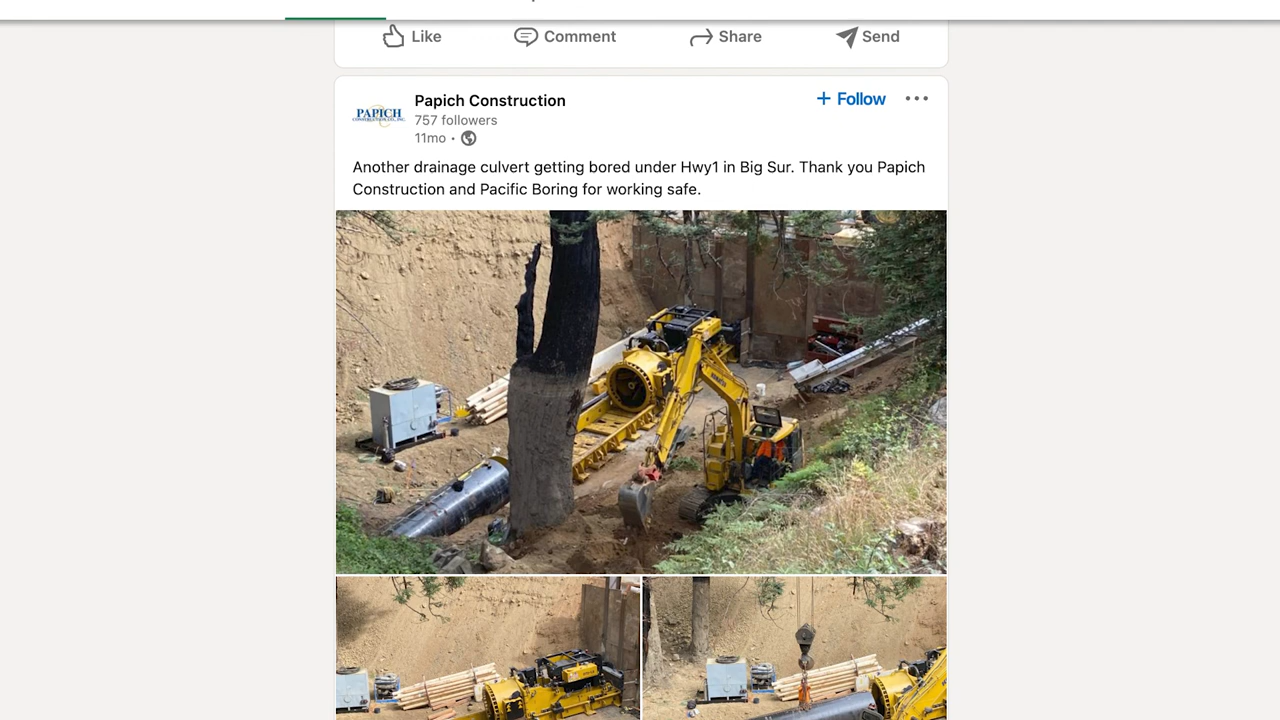 Like
Comment
Share
Send
PAPICH
Papich Construction
757 followers
11mo •
+ Follow
Another drainage culvert getting bored under Hwy1 in Big Sur. Thank you Papich
Construction and Pacific Boring for working safe.